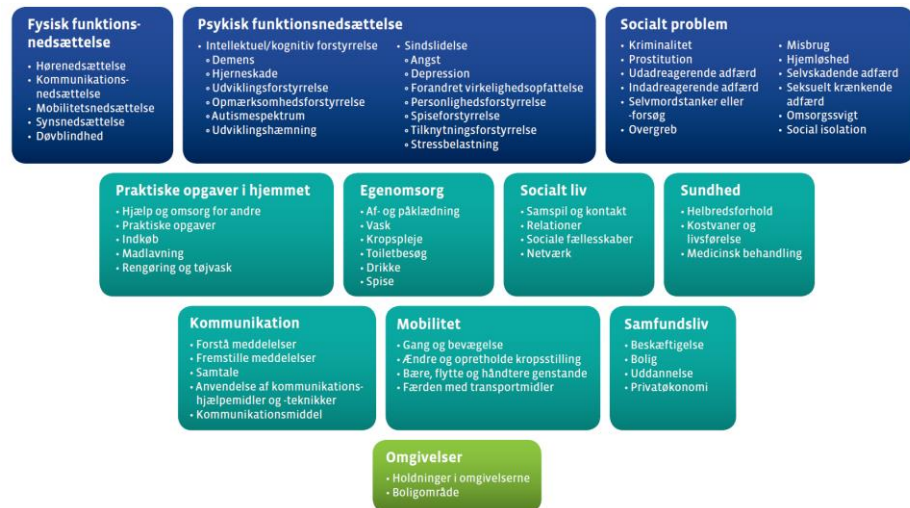 Fysisk funktions-
nedsættelse
• Hørenedsættelse
• Kommunikations-
nedsættelse
• Mobilitetsnedsættelse
• Synsnedsættelse
• Døvblindhed
Psykisk funktionsnedsættelse
• Intellektuel/kognitiv forstyrrelse
Demens
Hjerneskade
Udviklingsforstyrrelse
Opmærksomhedsforstyrrelse
Autismespektrum
Udviklingshæmning
• Sindslidelse
Angst
Depression
Forandret virkelighedsopfattelse
Personlighedsforstyrrelse
Spiseforstyrrelse
Tilknytningsforstyrrelse
Stressbelastning
Socialt problem
• Kriminalitet
• Prostitution
• Udadreagerende adfærd
• Indadreagerende adfærd
• Selvmordstanker eller
-forsøg
• Overgreb
• Misbrug
• Hjemløshed
• Selvskadende adfærd
• Seksuelt krænkende
adfærd
• Omsorgssvigt
• Social isolation
Praktiske opgaver i hjemmet
• Hjælp og omsorg for andre
• Praktiske opgaver
• Indkøb
• Madlavning
• Rengøring og tøjvask
Egenomsorg
• Af- og påklædning
• Vask
• Kropspleje
• Toiletbesøg
• Drikke
• Spise
Socialt liv
• Samspil og kontakt
• Relationer
• Sociale fællesskaber
• Netværk
Sundhed
• Helbredsforhold
• Kostvaner og
livsførelse
• Medicinsk behandling
Kommunikation
• Forstå meddelelser
• Fremstille meddelelser
• Samtale
• Anvendelse af kommunikations-
hjælpemidler og -teknikker
• Kommunikationsmiddel
Mobilitet
• Gang og bevægelse
• Ændre og opretholde kropsstilling
• Bære, flytte og håndtere genstande
• Færden med transportmidler
Samfundsliv
• Beskæftigelse
• Bolig
• Uddannelse
• Privatøkonomi
Omgivelser
• Holdninger i omgivelserne
• Boligområde